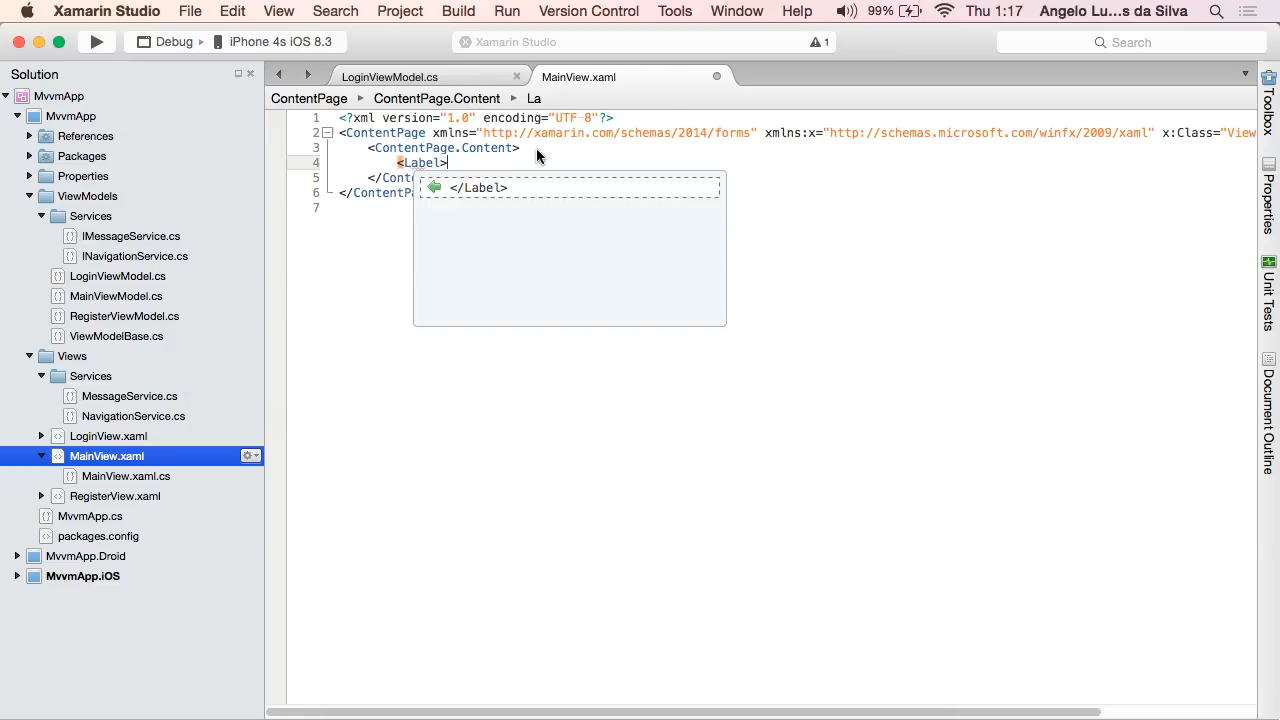 Xamarin Studio File Edit View Search Project Build Run Version Control Tools Window Help 99% Thu 1:17 Angelo Lu...s da Silva
Debug iPhone 4s iOS 8.3 Xamarin Studio 1 Search
Solution
MvvmApp
MvvmApp
References
Packages
Properties
ViewModels
Services
IMessageService.cs
INavigationService.cs
LoginViewModel.cs
MainViewModel.cs
RegisterViewModel.cs
ViewModelBase.cs
Views
Services
MessageService.cs
NavigationService.cs
LoginView.xaml
MainView.xaml
MainView.xaml.cs
RegisterView.xaml
MvvmApp.cs
packages.config
MvvmApp.Droid
MvvmApp.iOS
LoginViewModel.cs MainView.xaml
ContentPage ContentPage.Content La
1 <?xml version="1.0" encoding="UTF-8"?>
2 <ContentPage xmlns="http://xamarin.com/schemas/2014/forms" xmlns:x="http://schemas.microsoft.com/winfx/2009/xaml" x:Class="View
3 <ContentPage.Content>
4 <Label>
5 </Conte
6 </ContentPa
7
</Label>
Toolbox
Properties
Unit Tests
Document Outline